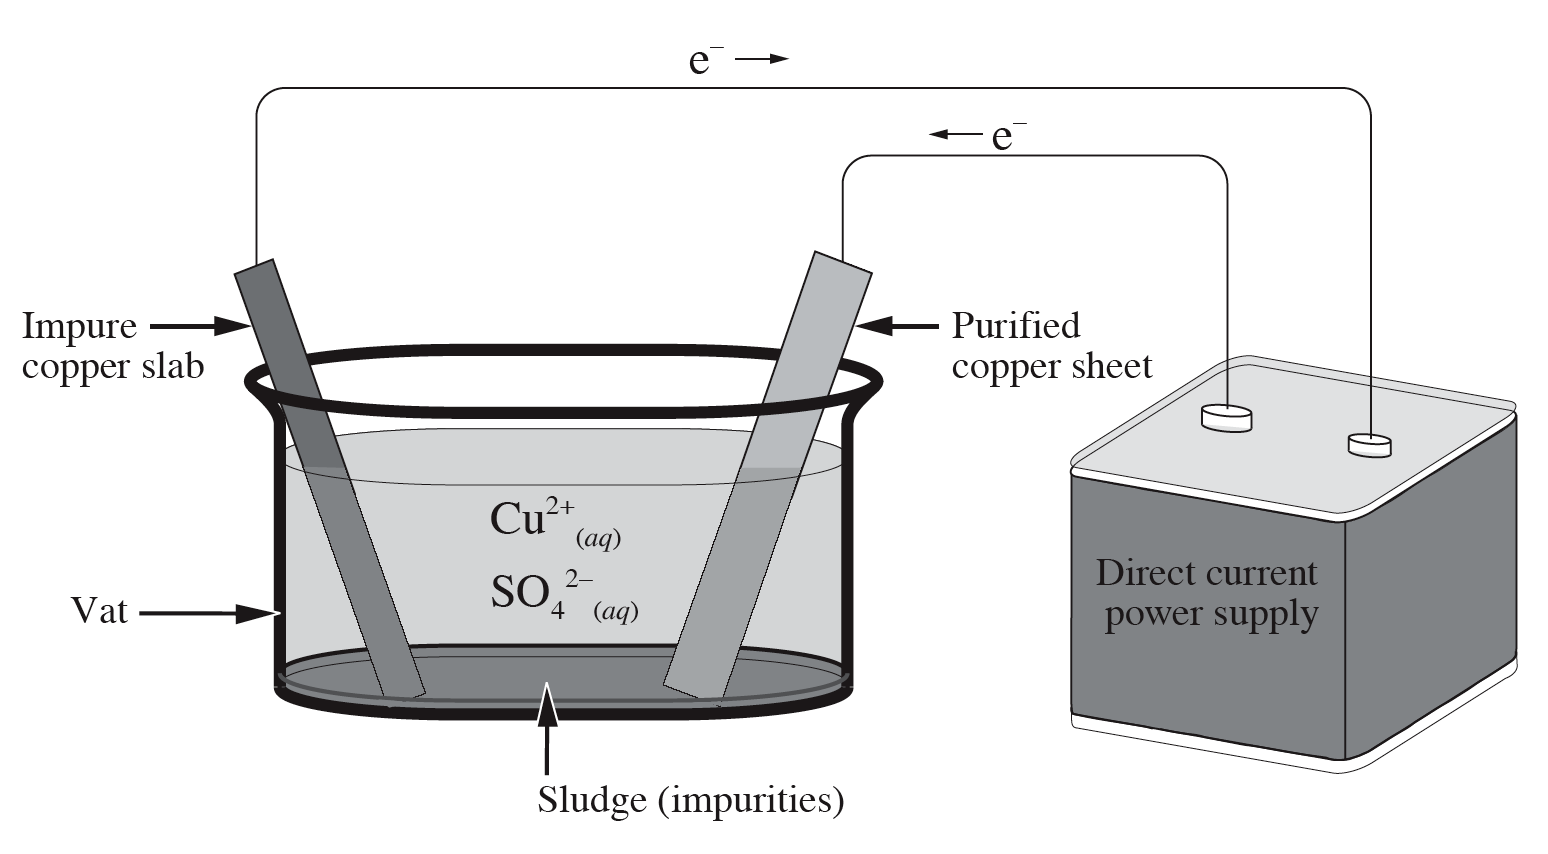 e⁻
e⁻
Impure
copper slab
Purified
copper sheet
Cu²⁺(aq)
SO₄²⁻(aq)
Direct current
power supply
Vat
Sludge (impurities)